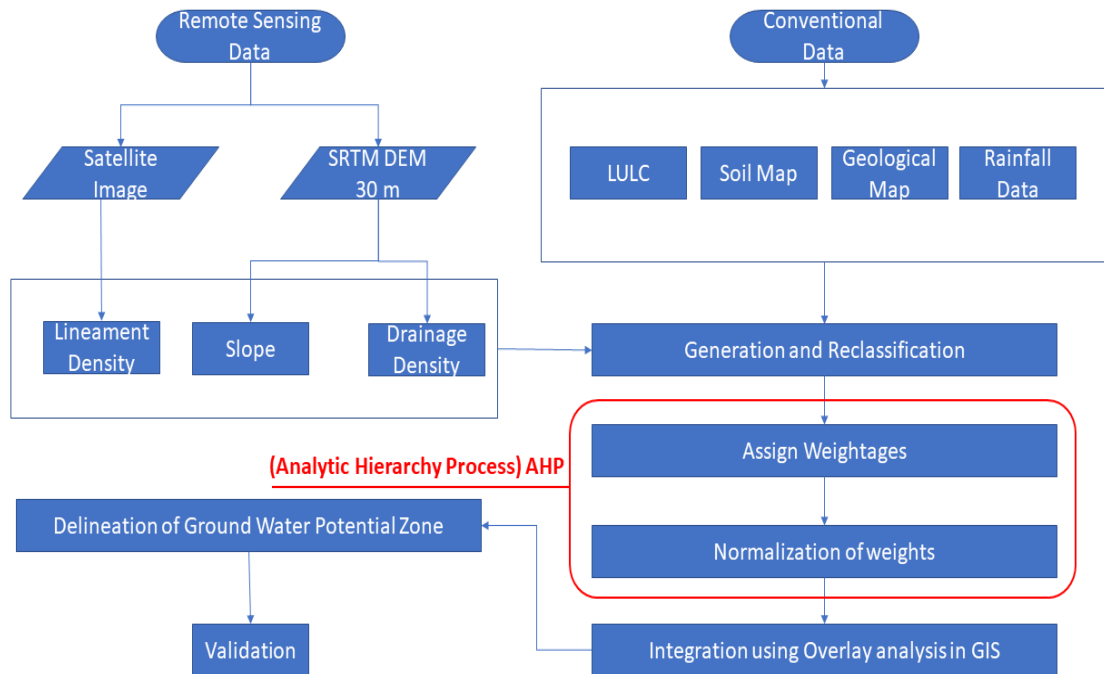 Remote Sensing
Data
Conventional
Data
Satellite
Image
SRTM DEM
30 m
LULC
Soil Map
Geological
Map
Rainfall
Data
Lineament
Density
Slope
Drainage
Density
Generation and Reclassification
(Analytic Hierarchy Process) AHP
Assign Weightages
Normalization of weights
Delineation of Ground Water Potential Zone
Validation
Integration using Overlay analysis in GIS